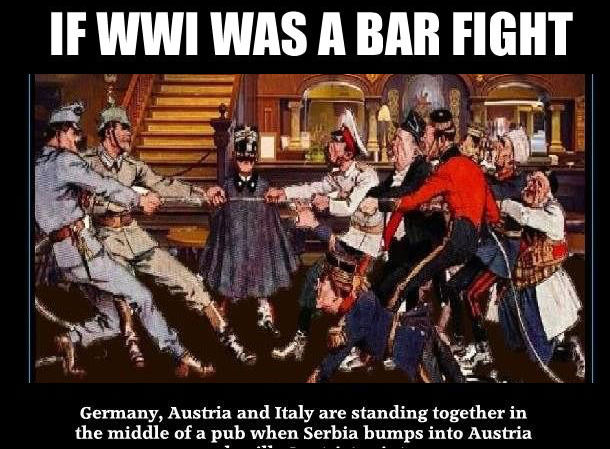 IF WWI WAS A BAR FIGHT
Germany, Austria and Italy are standing together in
the middle of a pub when Serbia bumps into Austria